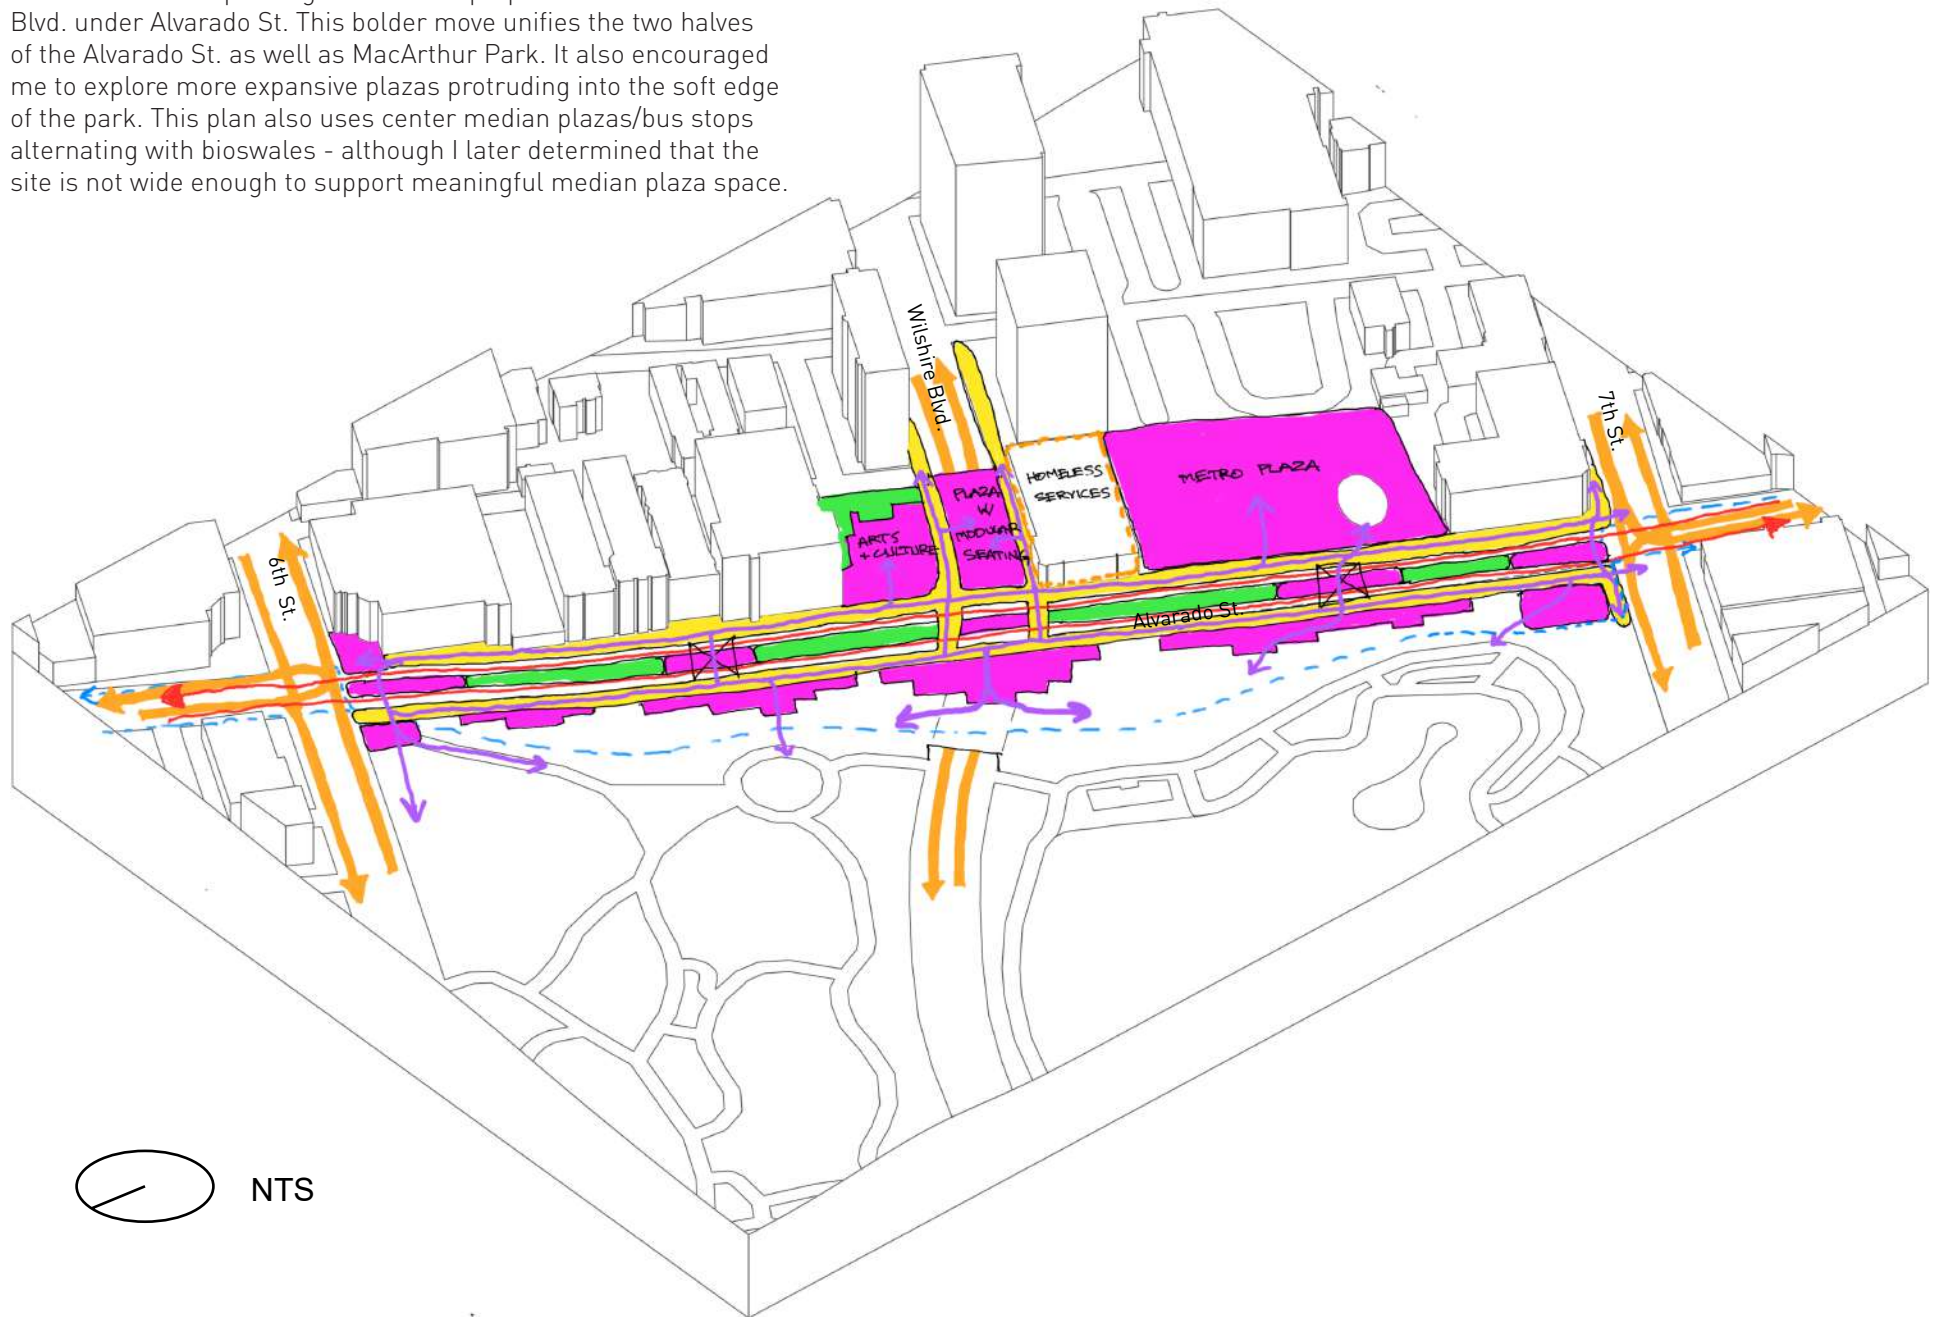 Blvd. under Alvarado St. This bolder move unifies the two halves
of the Alvarado St. as well as MacArthur Park. It also encouraged
me to explore more expansive plazas protruding into the soft edge
of the park. This plan also uses center median plazas/bus stops
alternating with bioswales - although I later determined that the
site is not wide enough to support meaningful median plaza space.
Wilshire Blvd.
7th St.
HOMELESS
SERVICES
METRO PLAZA
PLAZA
W/
MODULAR
SEATING
ARTS
+ CULTURE
6th St.
Alvarado St.
NTS